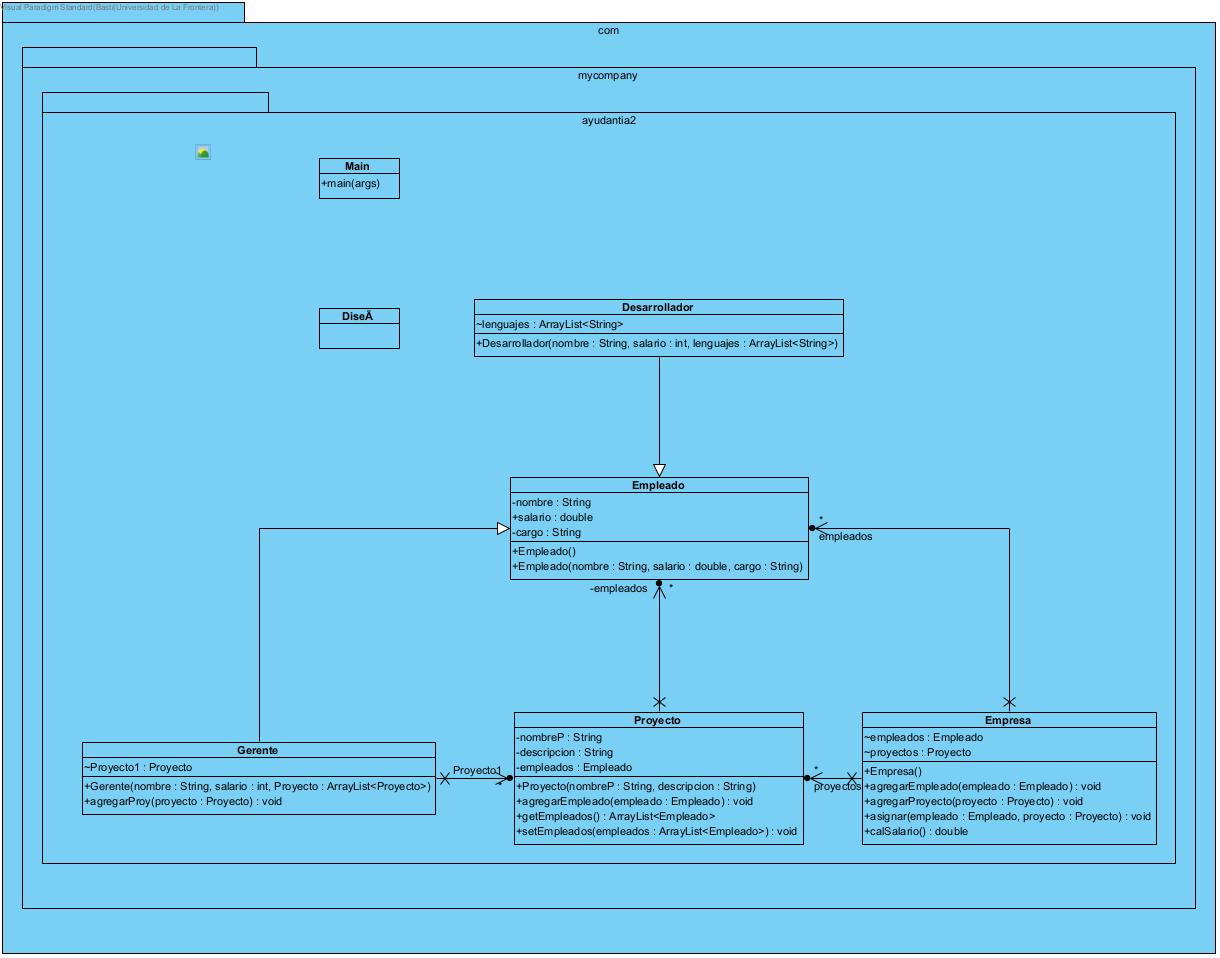 Visual Paradigm Standard(Basti(Universidad de La Frontera))
com
mycompany
ayudantia2
Main
+main(args)
DiseÃ
Desarrollador
~lenguajes : ArrayList<String>
+Desarrollador(nombre : String, salario : int, lenguajes : ArrayList<String>)
Empleado
-nombre : String
+salario : double
-cargo : String
+Empleado()
+Empleado(nombre : String, salario : double, cargo : String)
*
empleados
-empleados
*
Gerente
~Proyecto1 : Proyecto
+Gerente(nombre : String, salario : int, Proyecto : ArrayList<Proyecto>)
+agregarProy(proyecto : Proyecto) : void
Proyecto1
*
Proyecto
-nombreP : String
-descripcion : String
-empleados : Empleado
+Proyecto(nombreP : String, descripcion : String)
+agregarEmpleado(empleado : Empleado) : void
+getEmpleados() : ArrayList<Empleado>
+setEmpleados(empleados : ArrayList<Empleado>) : void
*
proyectos
Empresa
~empleados : Empleado
~proyectos : Proyecto
+Empresa()
+agregarEmpleado(empleado : Empleado) : void
+agregarProyecto(proyecto : Proyecto) : void
+asignar(empleado : Empleado, proyecto : Proyecto) : void
+calSalario() : double